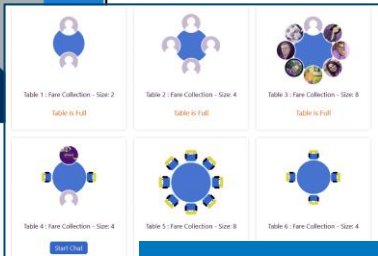 Table 1 : Fare Collection - Size: 2
Table is Full
Table 2 : Fare Collection - Size: 4
Table is Full
Table 3 : Fare Collection - Size: 8
Table is Full
Table 4 : Fare Collection - Size: 4
Start Chat
Table 5 : Fare Collection - Size: 8
Table 6 : Fare Collection - Size: 4